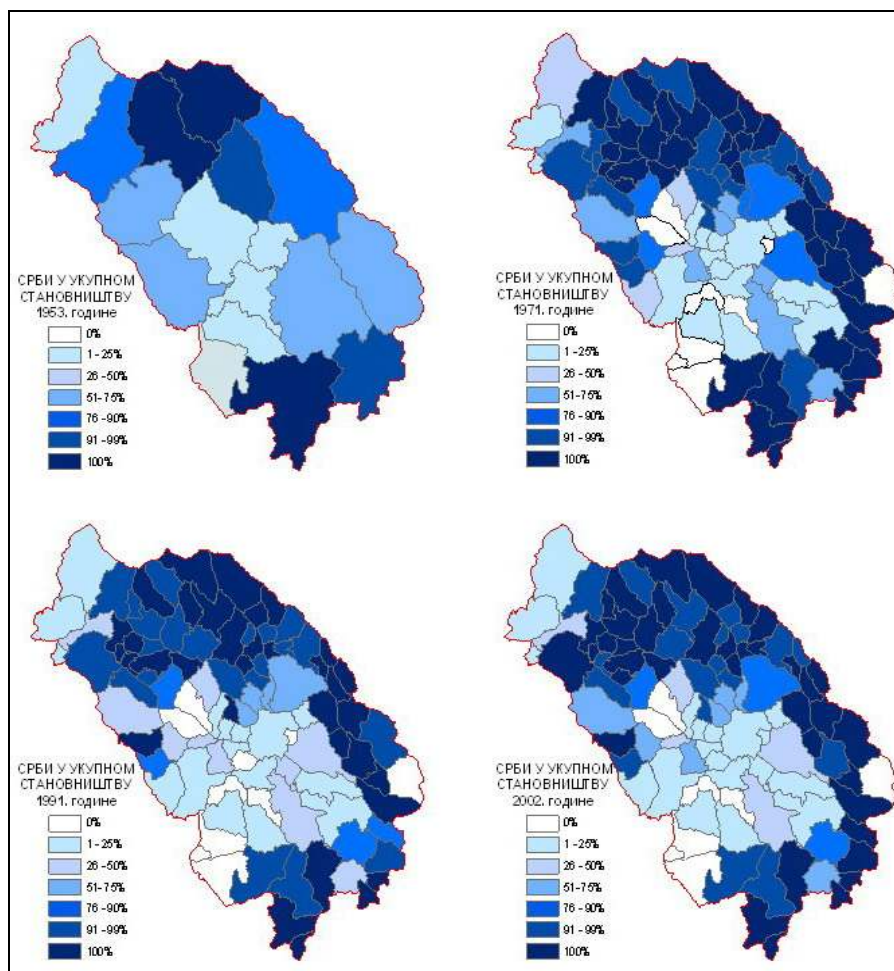 СРБИ У УКУПНОМ
СТАНОВНИШТВУ
1953. године
0%
1 - 25%
26 - 50%
51- 75%
76 - 90%
91 - 99%
100%
СРБИ У УКУПНОМ
СТАНОВНИШТВУ
1971. године
0%
1 - 25%
26 - 50%
51- 75%
76 - 90%
91 - 99%
100%
СРБИ У УКУПНОМ
СТАНОВНИШТВУ
1991. године
0%
1 - 25%
26 - 50%
51- 75%
76 - 90%
91 - 99%
100%
СРБИ У УКУПНОМ
СТАНОВНИШТВУ
2002. године
0%
1 - 25%
26 - 50%
51- 75%
76 - 90%
91 - 99%
100%